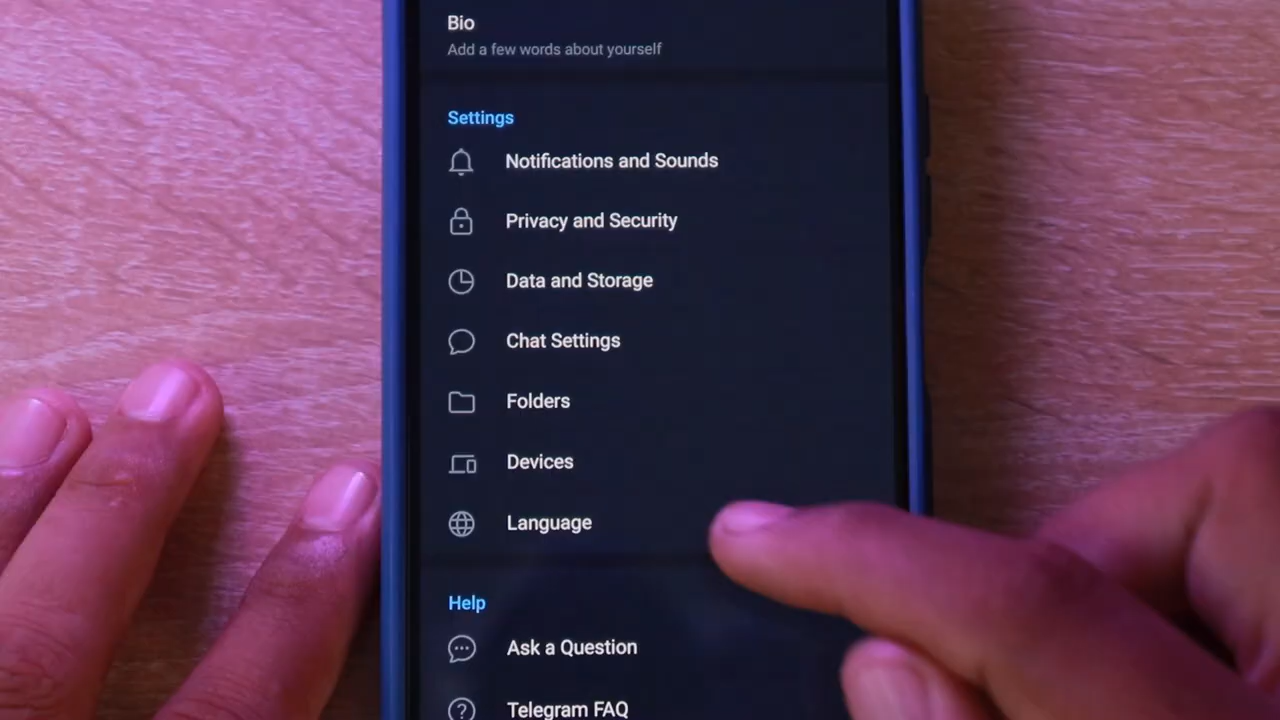 Bio
Add a few words about yourself
Settings
Notifications and Sounds
Privacy and Security
Data and Storage
Chat Settings
Folders
Devices
Language
Help
Ask a Question
Telegram FAQ